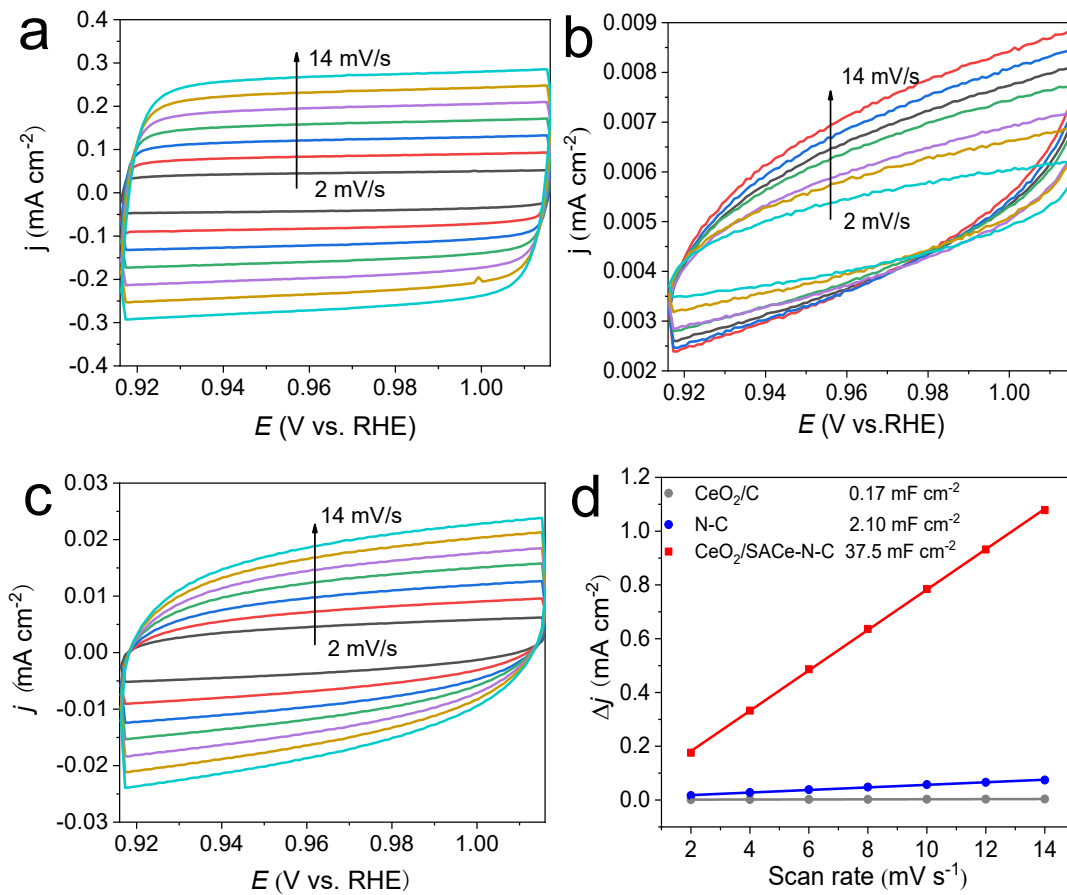 a
14 mV/s
2 mV/s
0.4
0.3
0.2
0.1
0.0
-0.1
-0.2
-0.3
-0.4
j (mA cm-2)
0.92
0.94
0.96
0.98
1.00
E (V vs. RHE)
b
14 mV/s
2 mV/s
0.009
0.008
0.007
0.006
0.005
0.004
0.003
0.002
j (mA cm-2)
0.92
0.94
0.96
0.98
1.00
E (V vs.RHE)
c
14 mV/s
2 mV/s
0.03
0.02
0.01
0.00
-0.01
-0.02
-0.03
j (mA cm-2)
0.92
0.94
0.96
0.98
1.00
E (V vs. RHE)
d
CeO2/C 0.17 mF cm-2
N-C 2.10 mF cm-2
CeO2/SACe-N-C 37.5 mF cm-2
1.2
1.0
0.8
0.6
0.4
0.2
0.0
Δj (mA cm-2)
2
4
6
8
10
12
14
Scan rate (mV s-1)